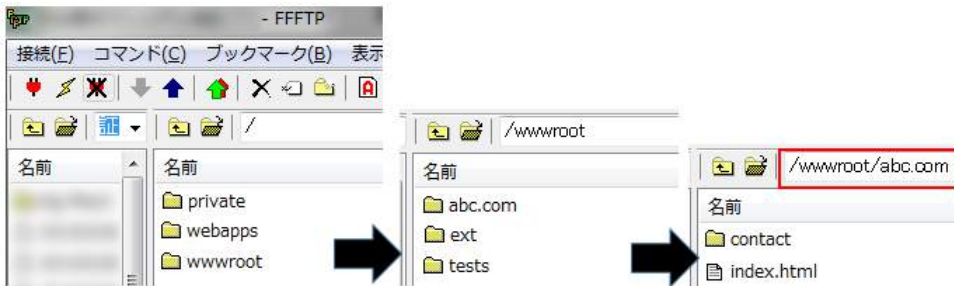 - FFFTP
接続(F) コマンド(C) ブックマーク(B) 表示
/
名前
名前
private
webapps
wwwroot
/wwwroot
名前
abc.com
ext
tests
/wwwroot/abc.com
名前
contact
index.html